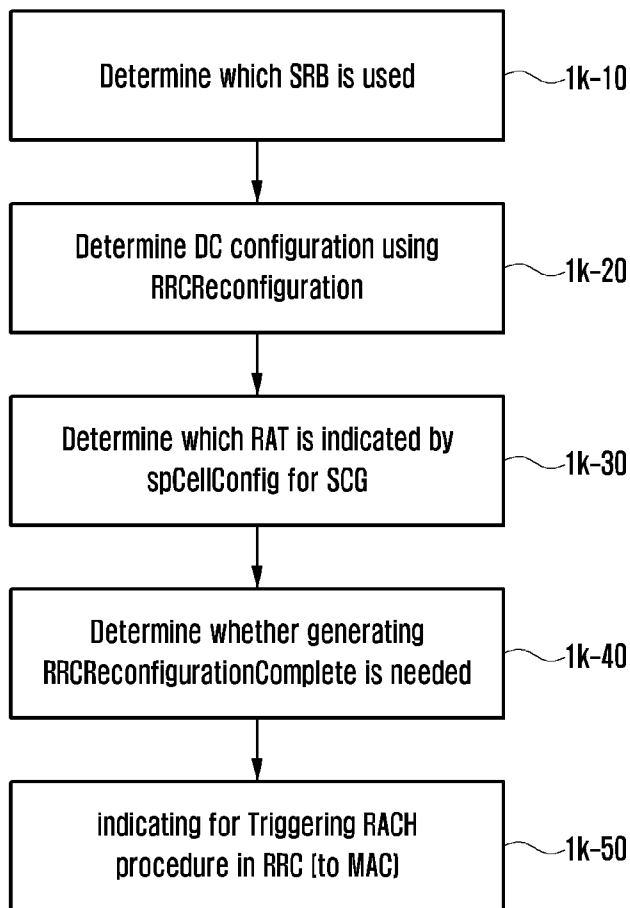 Determine which SRB is used
1k-10
Determine DC configuration using
RRCReconfiguration
1k-20
Determine which RAT is indicated by
spCellConfig for SCG
1k-30
Determine whether generating
RRCReconfigurationComplete is needed
1k-40
indicating for Triggering RACH
procedure in RRC (to MAC)
1k-50